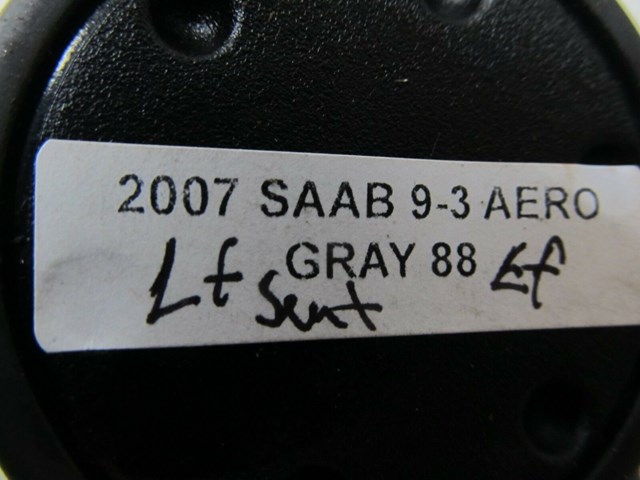 2007 SAAB 9-3 AERO
Lf GRAY 88 Lf
Seat